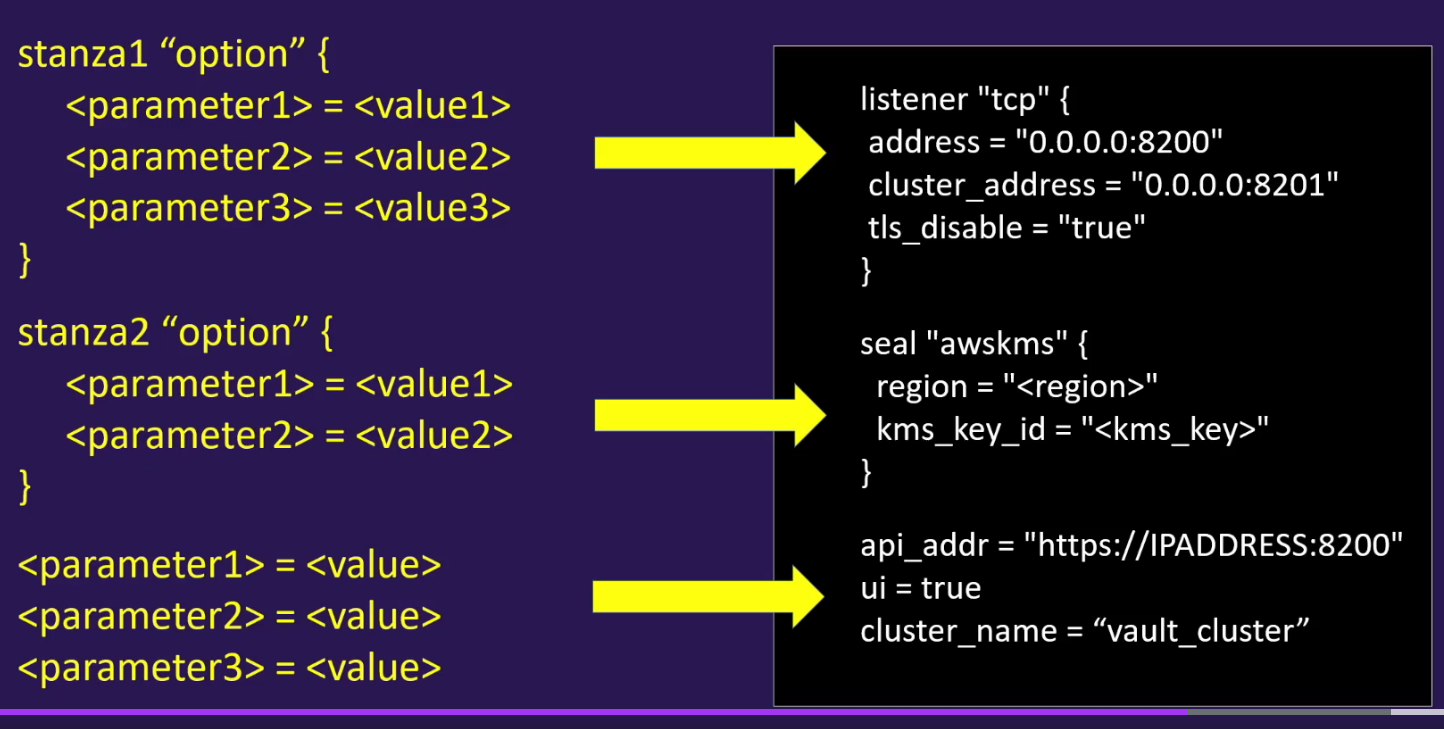 stanza1 “option” {
<parameter1> = <value1>
<parameter2> = <value2>
<parameter3> = <value3>
}
stanza2 “option” {
<parameter1> = <value1>
<parameter2> = <value2>
}
<parameter1> = <value>
<parameter2> = <value>
<parameter3> = <value>
listener "tcp" {
address = "0.0.0.0:8200"
cluster_address = "0.0.0.0:8201"
tls_disable = "true"
}
seal "awskms" {
region = "<region>"
kms_key_id = "<kms_key>"
}
api_addr = "https://IPADDRESS:8200"
ui = true
cluster_name = “vault_cluster”